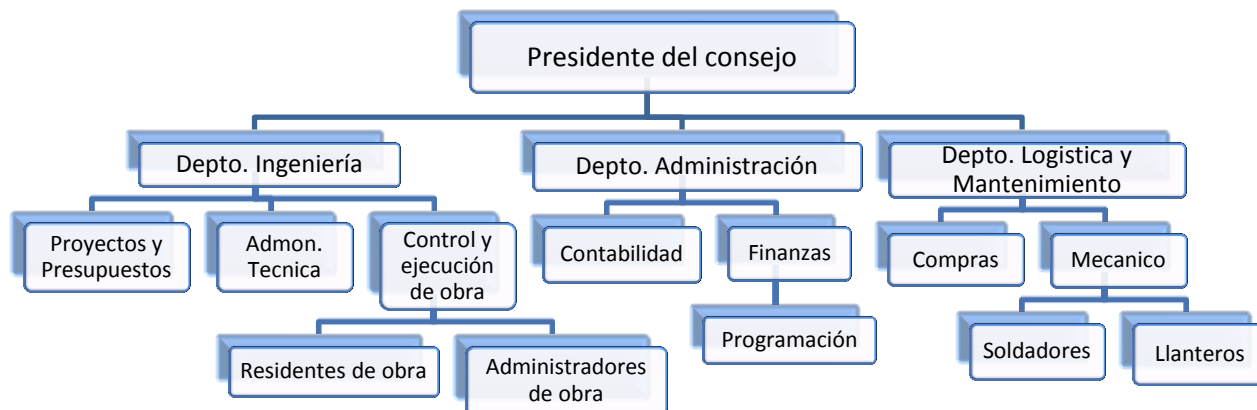 Presidente del consejo
Depto. Ingeniería
Depto. Administración
Depto. Logistica y
Mantenimiento
Proyectos y
Presupuestos
Admon.
Tecnica
Control y
ejecución
de obra
Contabilidad
Finanzas
Compras
Mecanico
Residentes de obra
Administradores
de obra
Programación
Soldadores
Llanteros